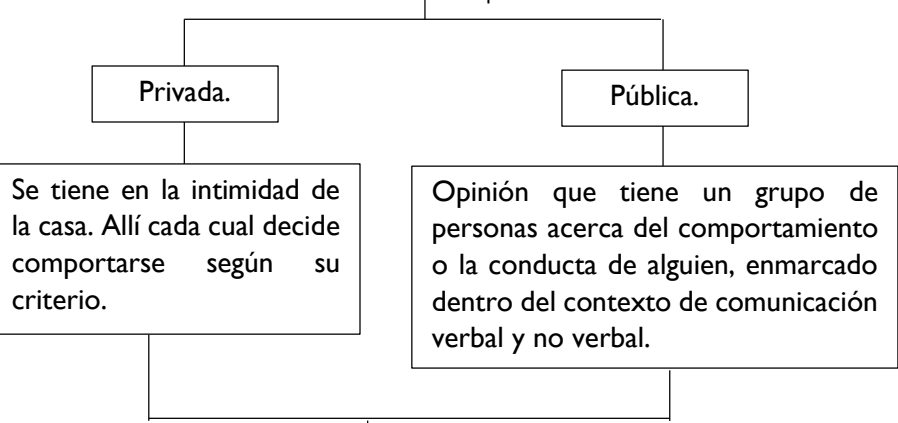 Privada.
Pública.
Se tiene en la intimidad de
la casa. Allí cada cual decide
comportarse según su
criterio.
Opinión que tiene un grupo de
personas acerca del comportamiento
o la conducta de alguien, enmarcado
dentro del contexto de comunicación
verbal y no verbal.